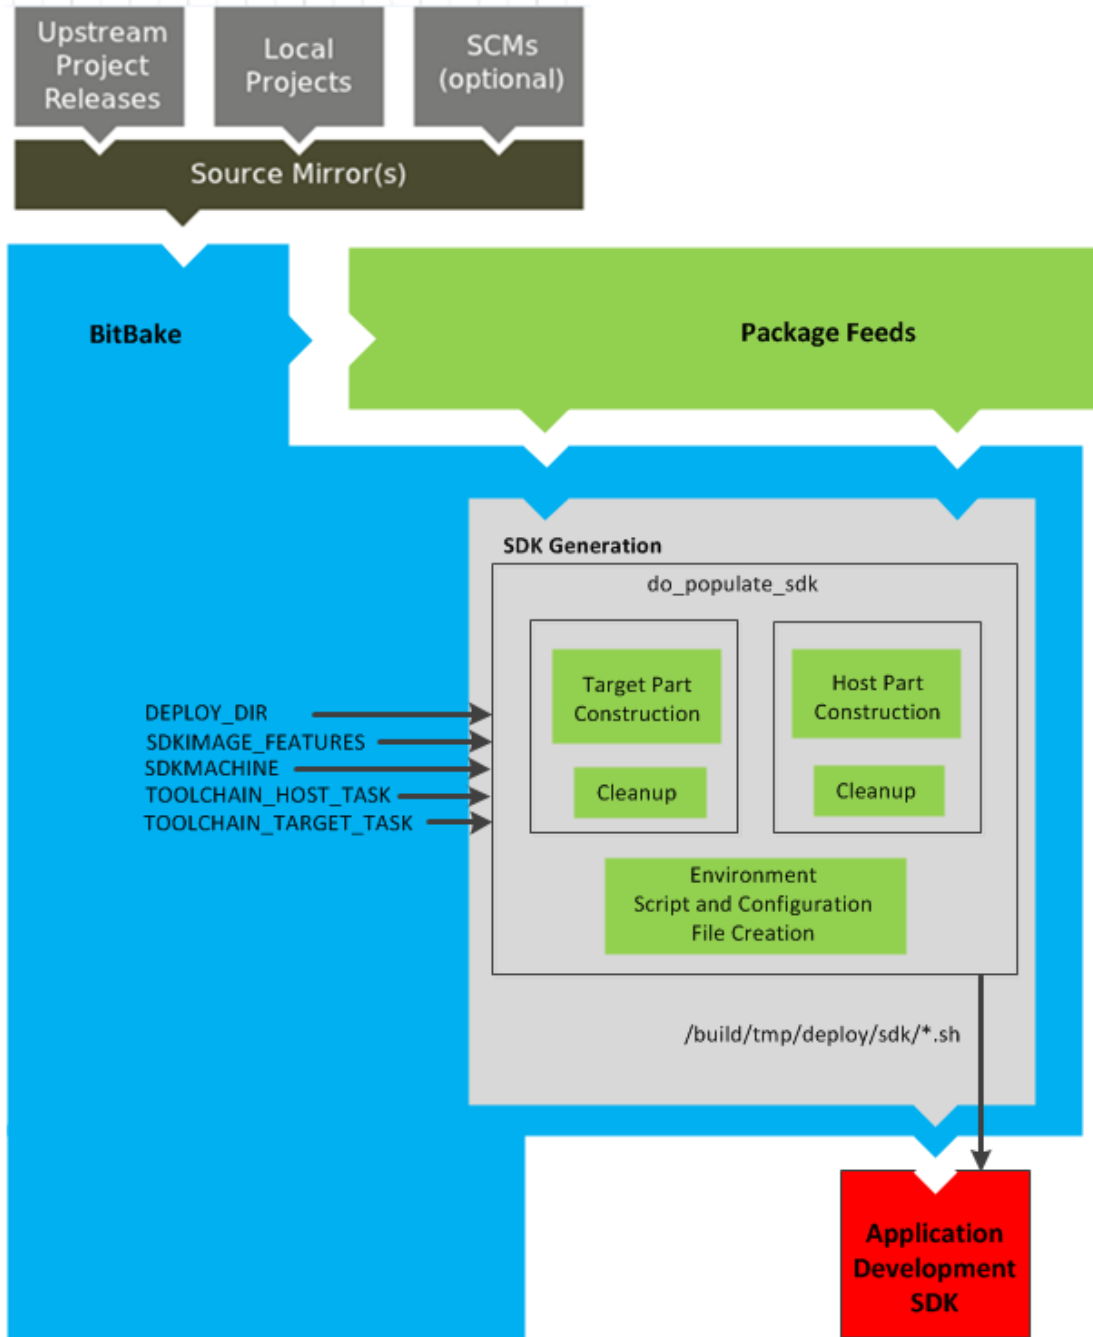 Upstream
Project
Releases
Local
Projects
SCMs
(optional)
Source Mirror(s)
BitBake
Package Feeds
SDK Generation
do_populate_sdk
Target Part
Construction
Host Part
Construction
Cleanup
Cleanup
DEPLOY_DIR
SDKIMAGE_FEATURES
SDKMACHINE
TOOLCHAIN_HOST_TASK
TOOLCHAIN_TARGET_TASK
Environment
Script and Configuration
File Creation
/build/tmp/deploy/sdk/*.sh
Application
Development
SDK